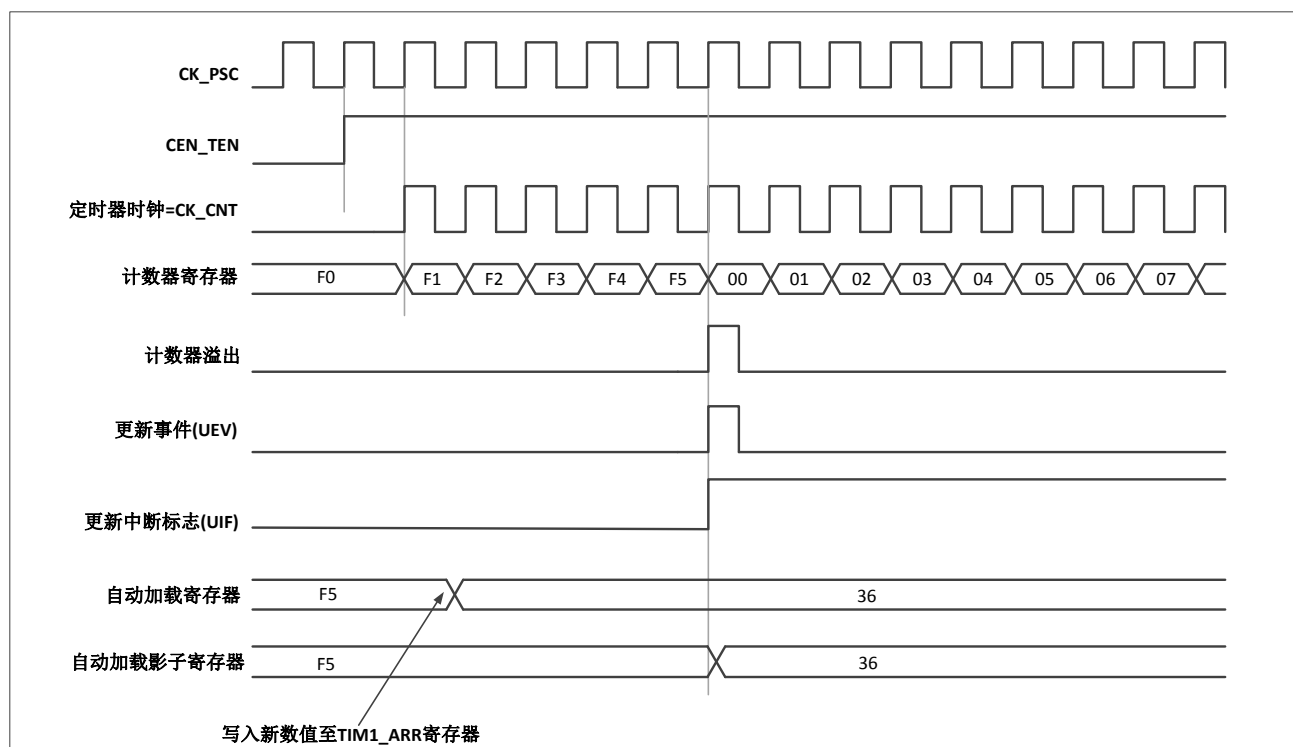 CK_PSC
CEN_TEN
定时器时钟=CK_CNT
计数器寄存器 F0 F1 F2 F3 F4 F5 00 01 02 03 04 05 06 07
计数器溢出
更新事件(UEV)
更新中断标志(UIF)
自动加载寄存器 F5 36
自动加载影子寄存器 F5 36
写入新数值至TIM1_ARR寄存器